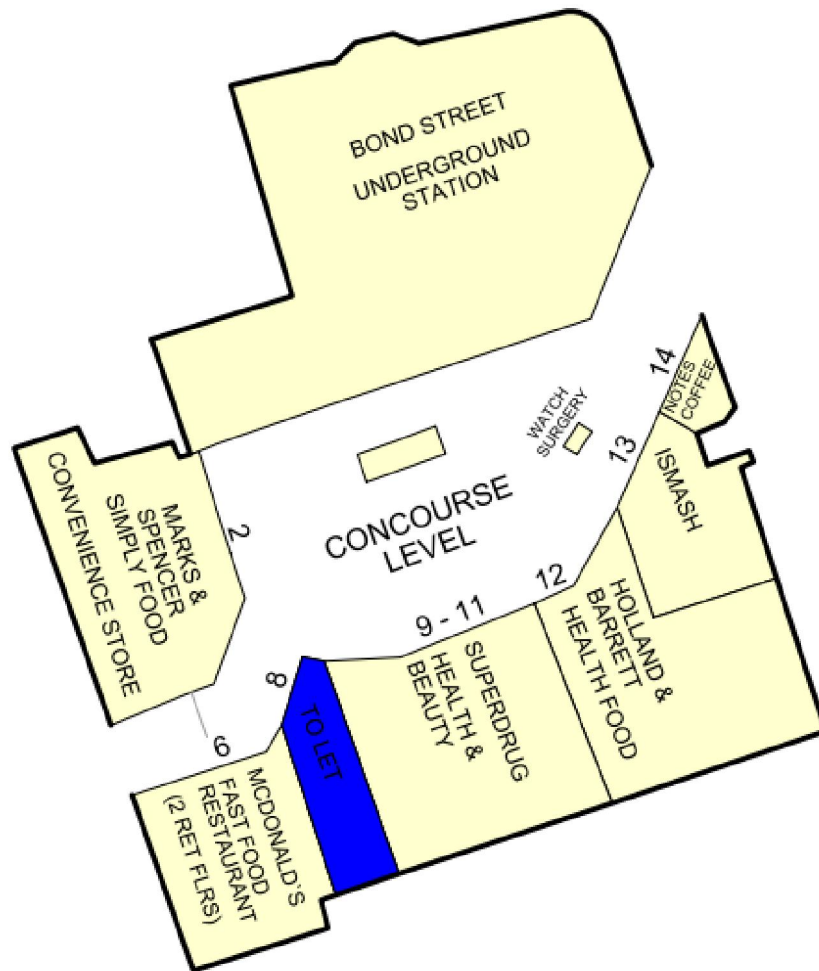 BOND STREET
UNDERGROUND
STATION
14
NOTES
COFFEE
WATCH
SURGERY
13
ISMASH
CONCOURSE
LEVEL
2
MARKS &
SPENCER
SIMPLY FOOD
CONVENIENCE STORE
12
HOLLAND &
BARRETT
HEALTH FOOD
9 - 11
SUPERDRUG
HEALTH &
BEAUTY
8
TO LET
6
MCDONALD`S
FAST FOOD
RESTAURANT
(2 RET FLRS)